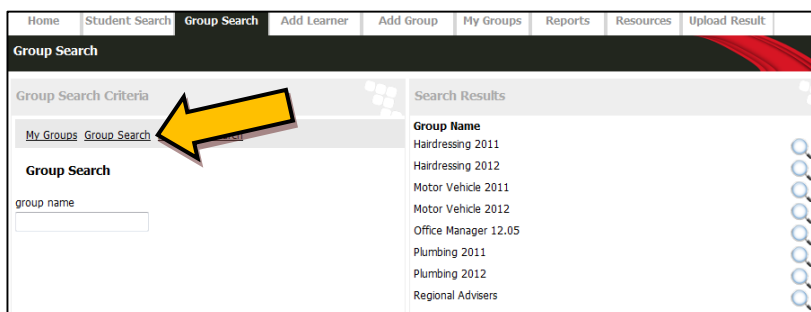 Home Student Search Group Search Add Learner Add Group My Groups Reports Resources Upload Result
Group Search
Group Search Criteria
My Groups Group Search
Group Search
group name
Search Results
Group Name
Hairdressing 2011
Hairdressing 2012
Motor Vehicle 2011
Motor Vehicle 2012
Office Manager 12.05
Plumbing 2011
Plumbing 2012
Regional Advisers